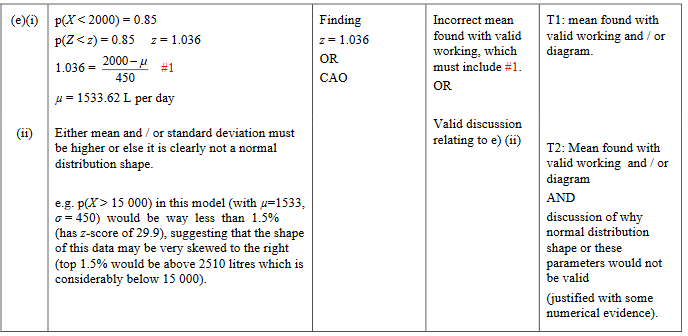 (e)(i)
p(X < 2000) = 0.85
p(Z < z) = 0.85 z = 1.036
1.036 = (2000 – μ)/450 #1
μ = 1533.62 L per day
Finding
z = 1.036
OR
CAO
Incorrect mean
found with valid
working, which
must include #1.
OR
Valid discussion
relating to e) (ii)
T1: mean found with
valid working and / or
diagram.
(ii)
Either mean and / or standard deviation must
be higher or else it is clearly not a normal
distribution shape.
e.g. p(X > 15 000) in this model (with μ=1533,
σ = 450) would be way less than 1.5%
(has z-score of 29.9), suggesting that the shape
of this data may be very skewed to the right
(top 1.5% would be above 2510 litres which is
considerably below 15 000).
T2: Mean found with
valid working and / or
diagram
AND
discussion of why
normal distribution
shape or these
parameters would not
be valid
(justified with some
numerical evidence).